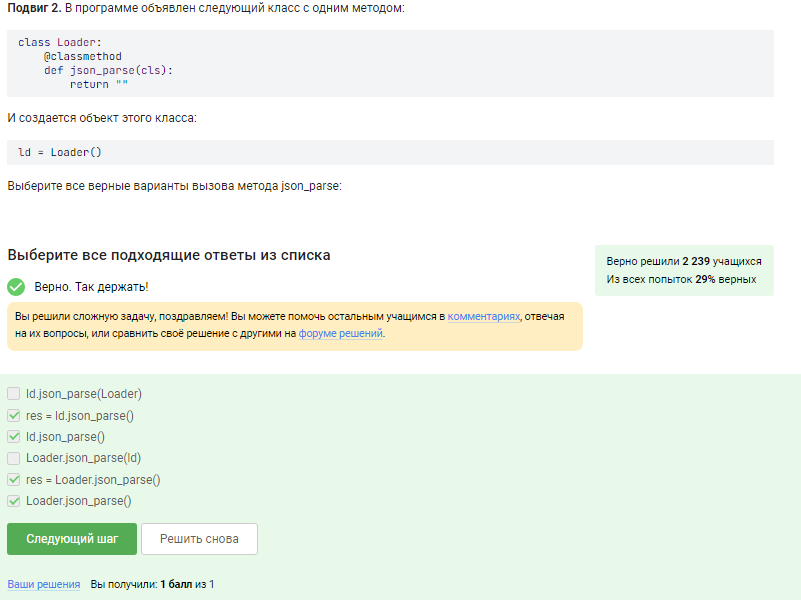 Подвиг 2. В программе объявлен следующий класс с одним методом:
class Loader:
    @classmethod
    def json_parse(cls):
        return ""
И создается объект этого класса:
ld = Loader()
Выберите все верные варианты вызова метода json_parse:
Выберите все подходящие ответы из списка
Верно решили 2 239 учащихся
Из всех попыток 29% верных
Верно. Так держать!
Вы решили сложную задачу, поздравляем! Вы можете помочь остальным учащимся в комментариях, отвечая
на их вопросы, или сравнить своё решение с другими на форуме решений.
ld.json_parse(Loader)
res = ld.json_parse()
ld.json_parse()
Loader.json_parse(ld)
res = Loader.json_parse()
Loader.json_parse()
Следующий шаг
Решить снова
Ваши решения Вы получили: 1 балл из 1